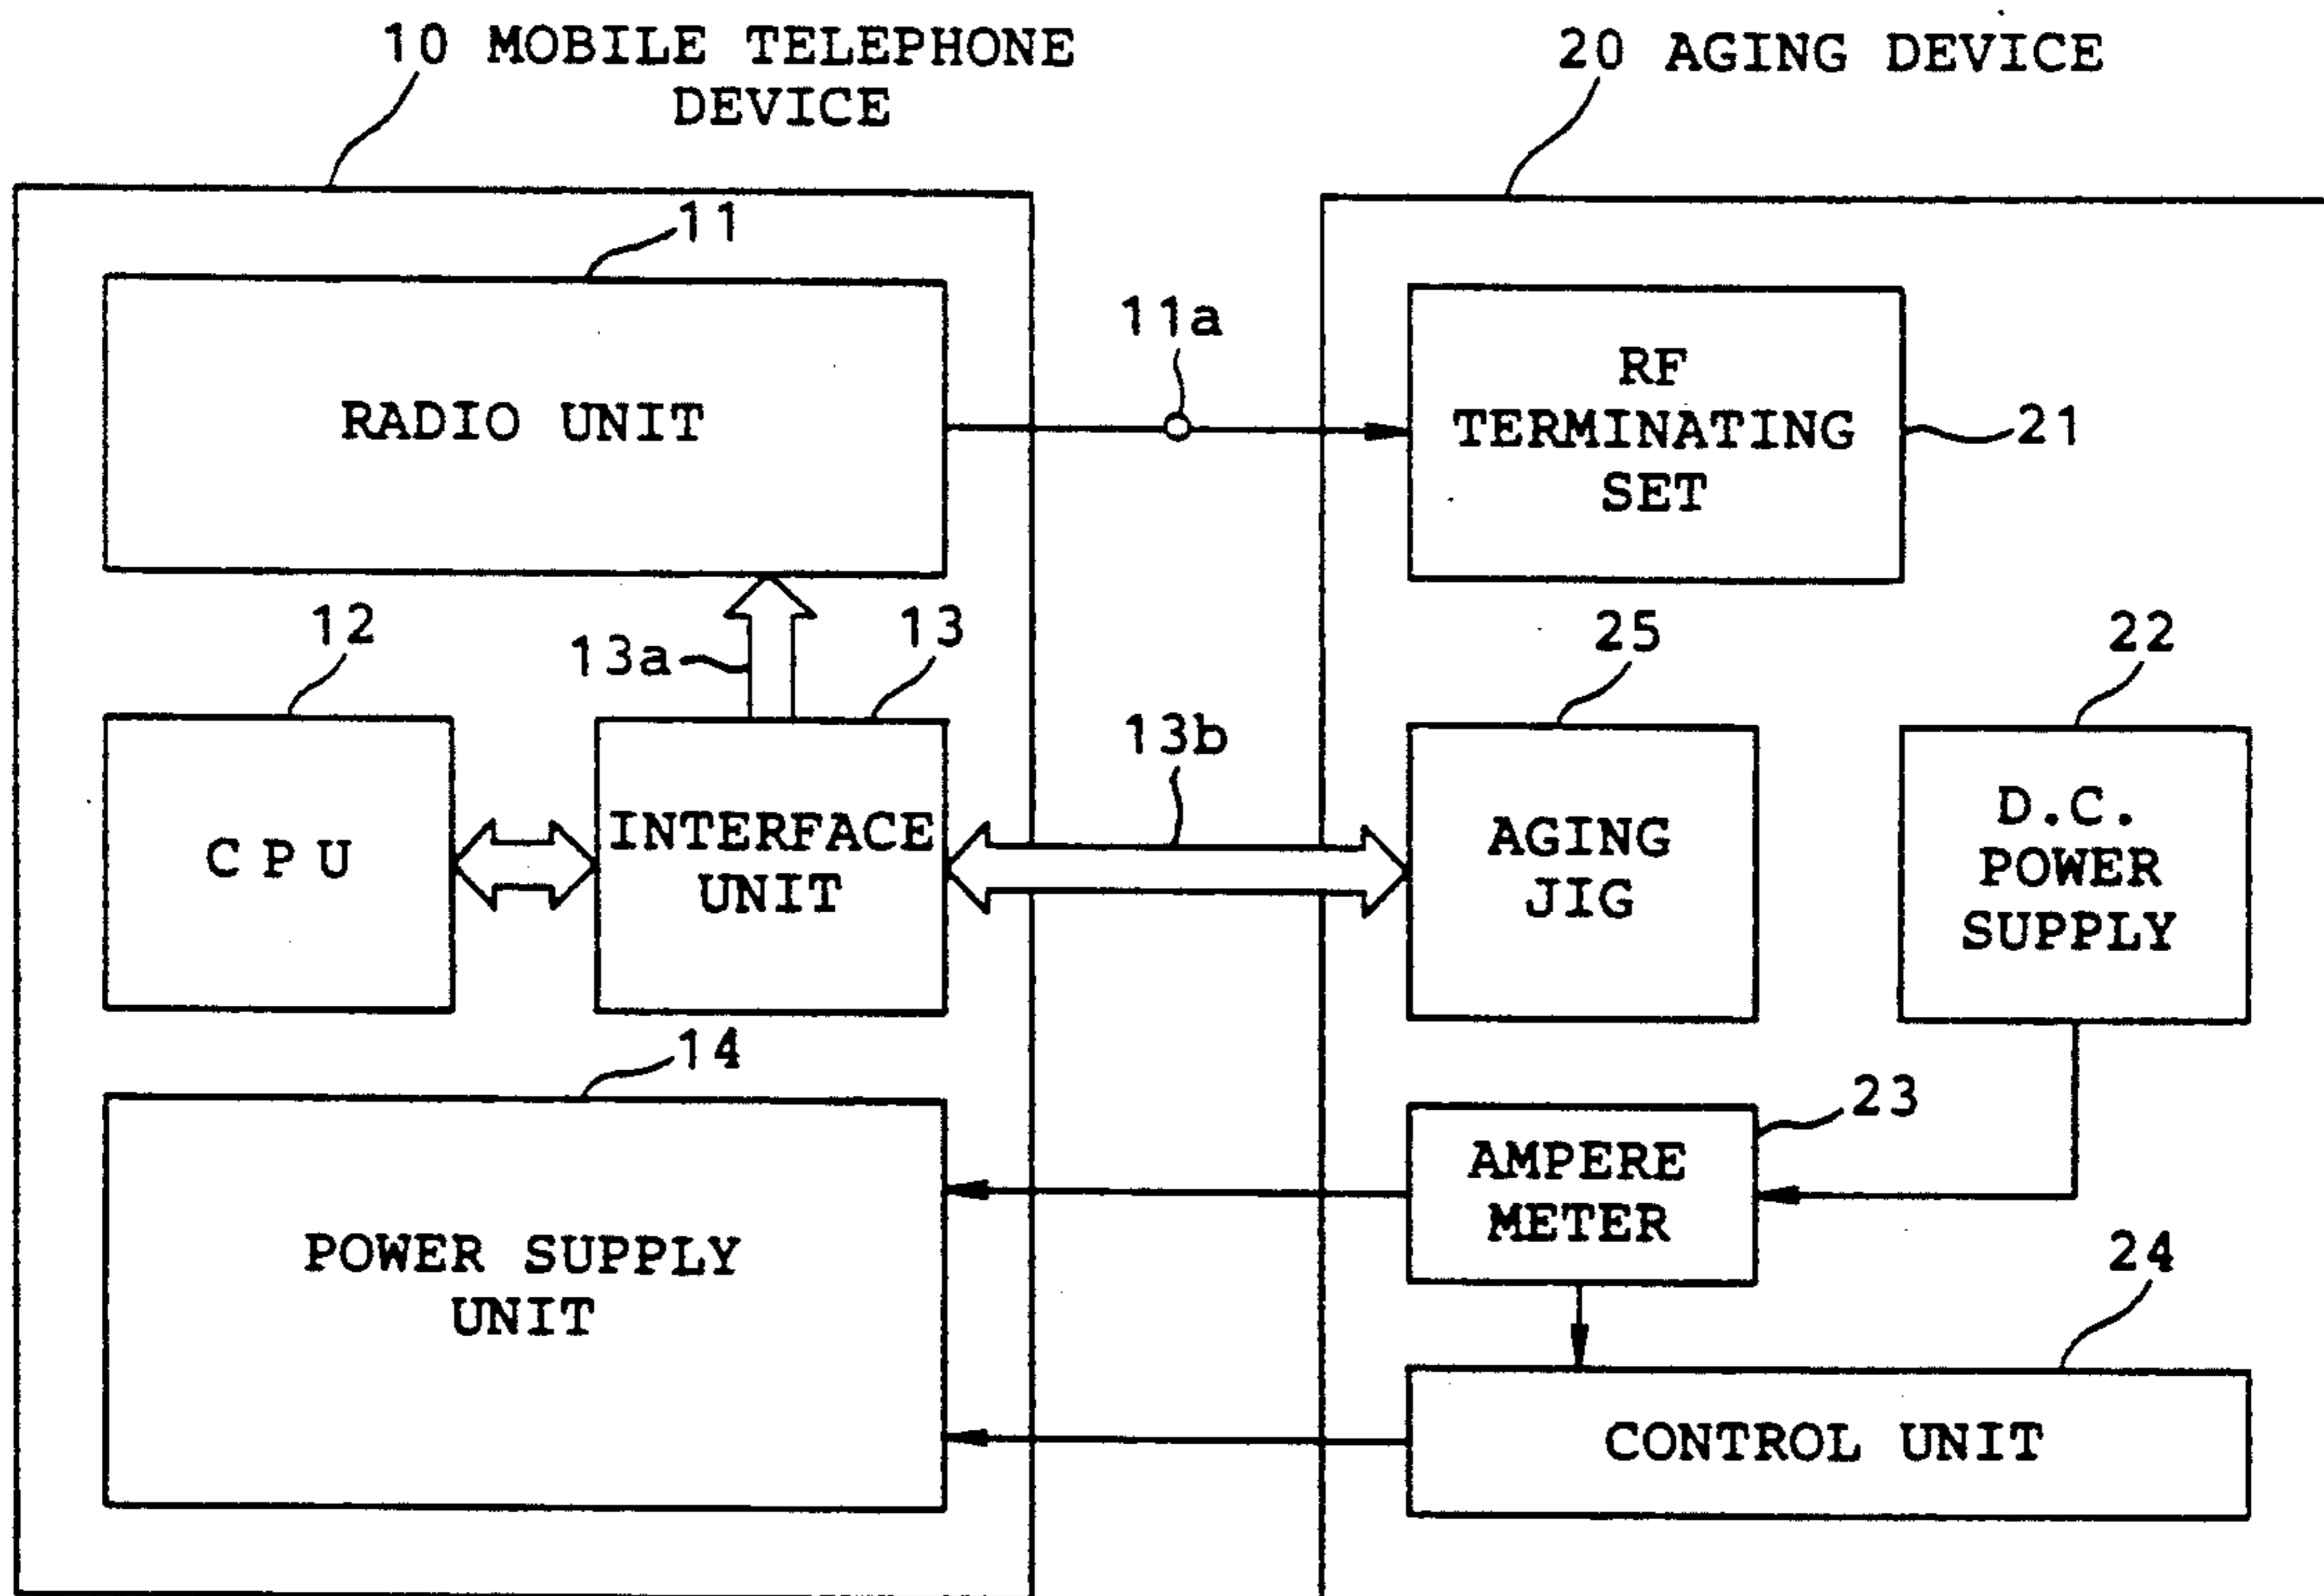 10 MOBILE TELEPHONE
DEVICE
20 AGING DEVICE
11
RADIO UNIT
11a
RF
TERMINATING
SET
21
12
13a
13
25
22
CPU
INTERFACE
UNIT
13b
AGING
JIG
D.C.
POWER
SUPPLY
14
POWER SUPPLY
UNIT
23
AMPERE
METER
24
CONTROL UNIT